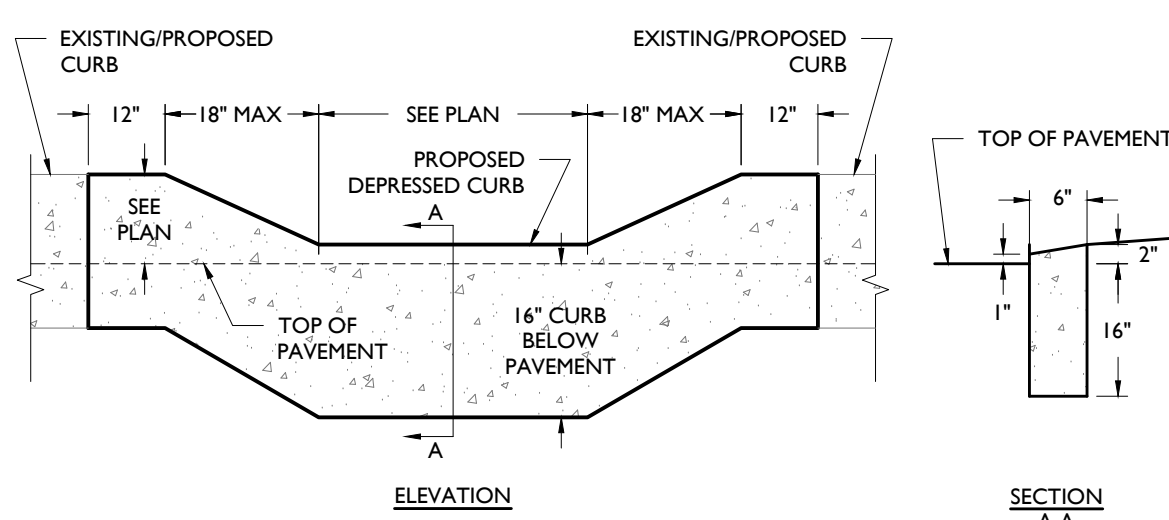 EXISTING/PROPOSED
CURB
EXISTING/PROPOSED
CURB
12"
18" MAX
SEE PLAN
18" MAX
12"
TOP OF PAVEMENT
PROPOSED
DEPRESSED CURB
SEE
PLAN
A
6"
2"
1"
TOP OF
PAVEMENT
16" CURB
BELOW
PAVEMENT
16"
A
ELEVATION
SECTION
A-A